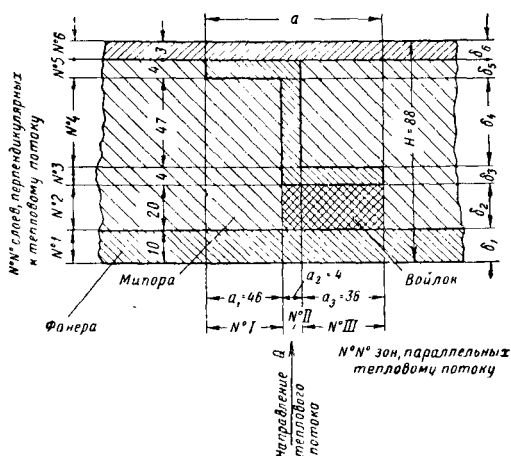 a
№6
№5
№4
№3
№2
№1
№№ слоев, перпендикулярных
к тепловому потоку
3
4
47
4
20
10
H = 88
δ6
δ5
δ4
δ3
δ2
δ1
Мипора
Войлок
Фанера
a1=46
a2=4
a3=36
№I
№II
№III
№№ зон, параллельных
тепловому потоку
Направление
теплового
потока
Q